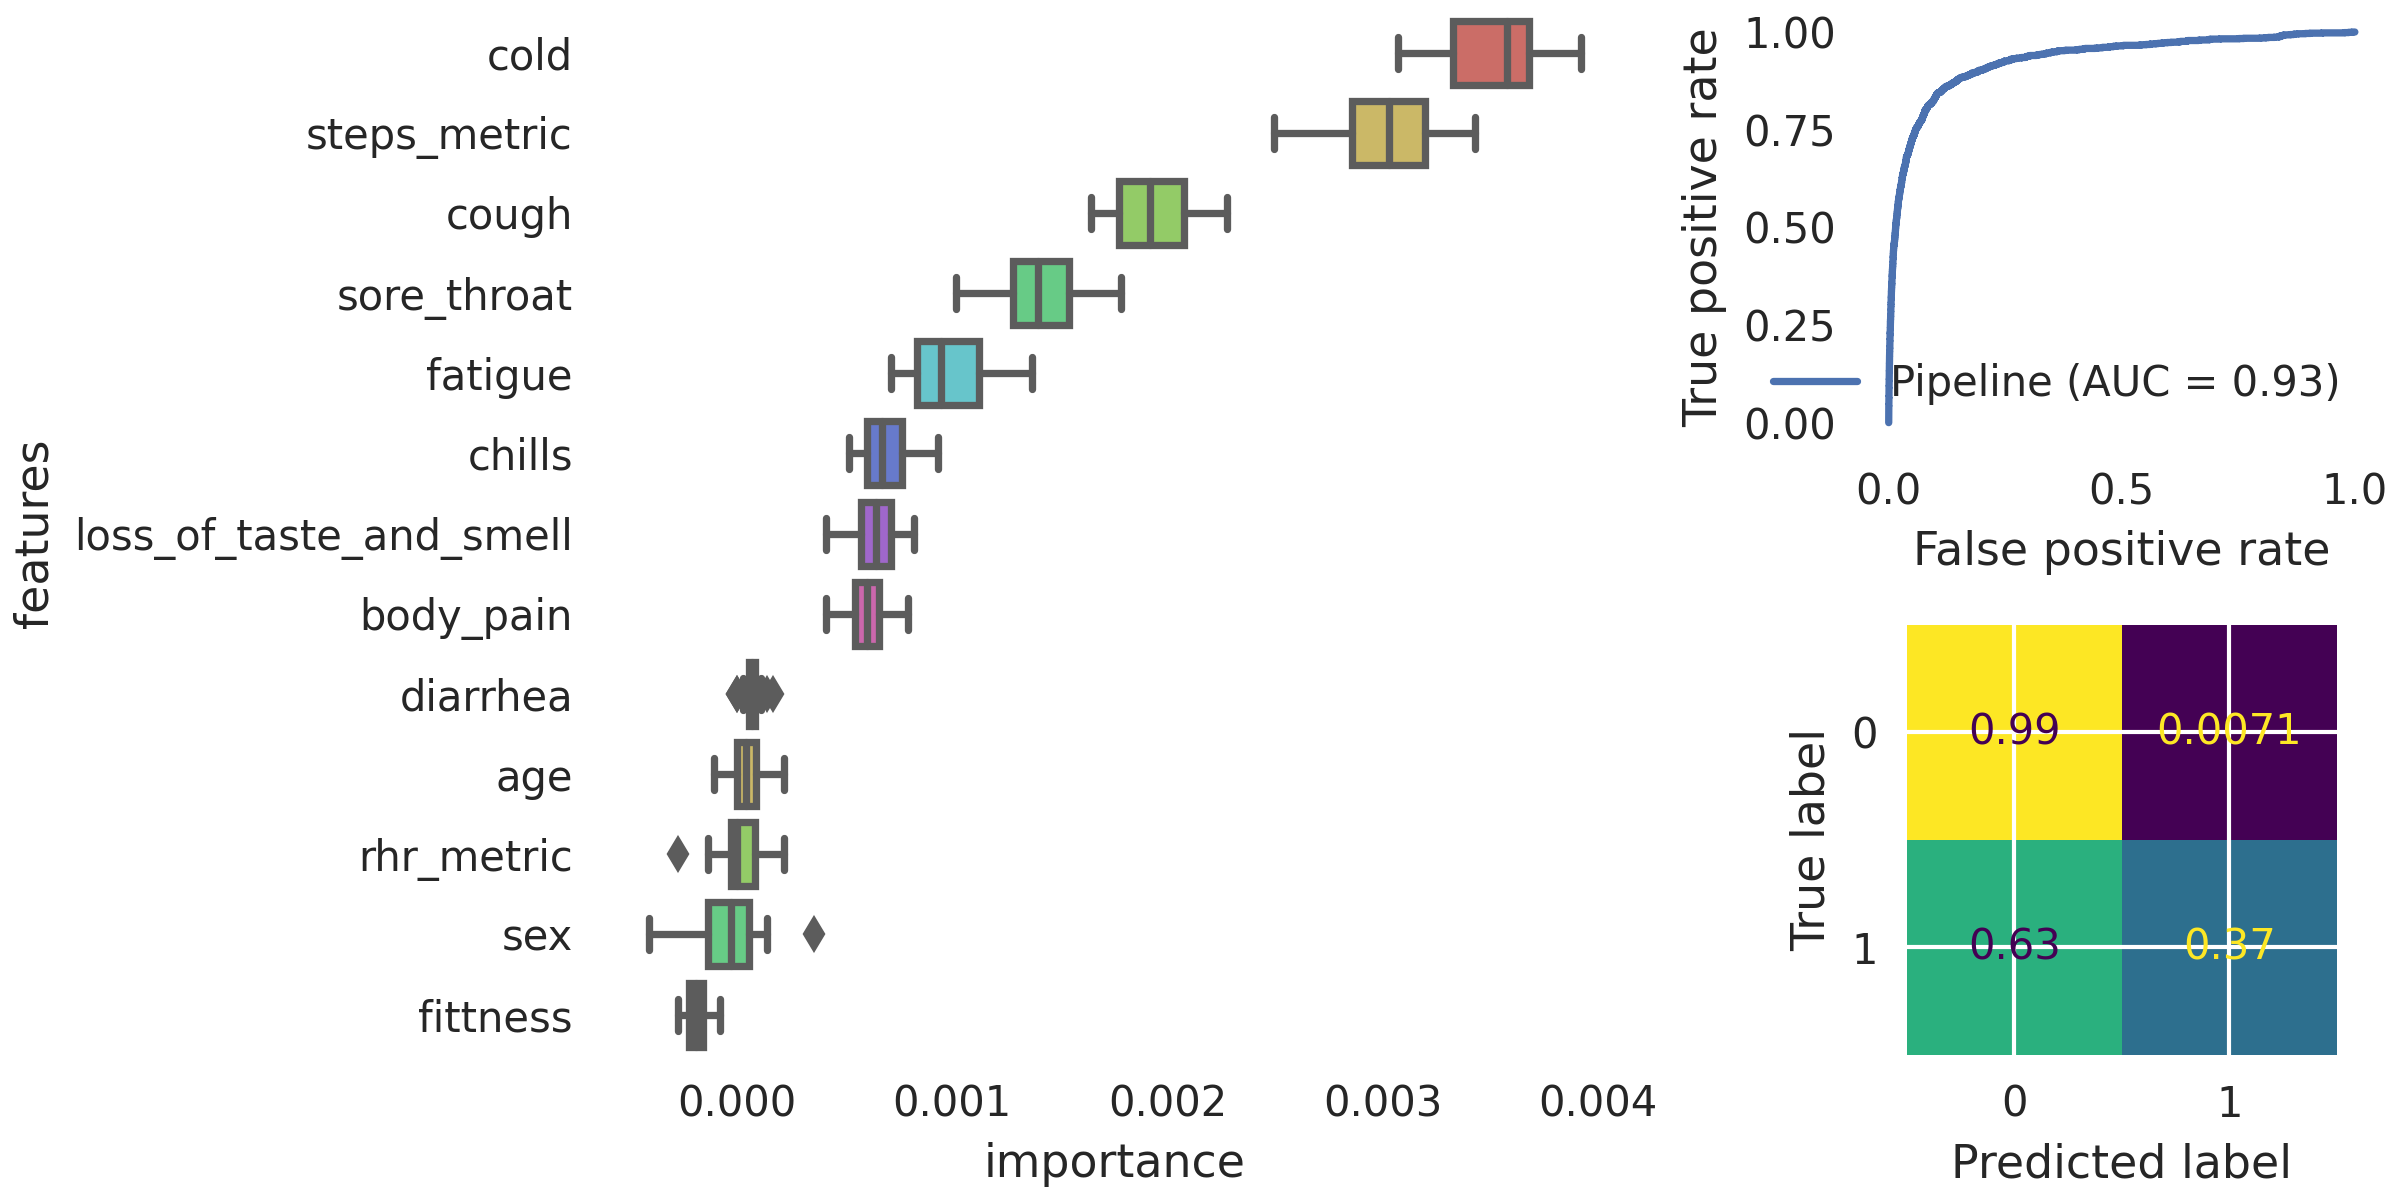 features
cold
steps_metric
cough
sore_throat
fatigue
chills
loss_of_taste_and_smell
body_pain
diarrhea
age
rhr_metric
sex
fittness
0.000 0.001 0.002 0.003 0.004
importance
True positive rate
1.00
0.75
0.50
0.25
0.00
Pipeline (AUC = 0.93)
0.0 0.5 1.0
False positive rate
True label
0
1
0.99 0.0071
0.63 0.37
0 1
Predicted label